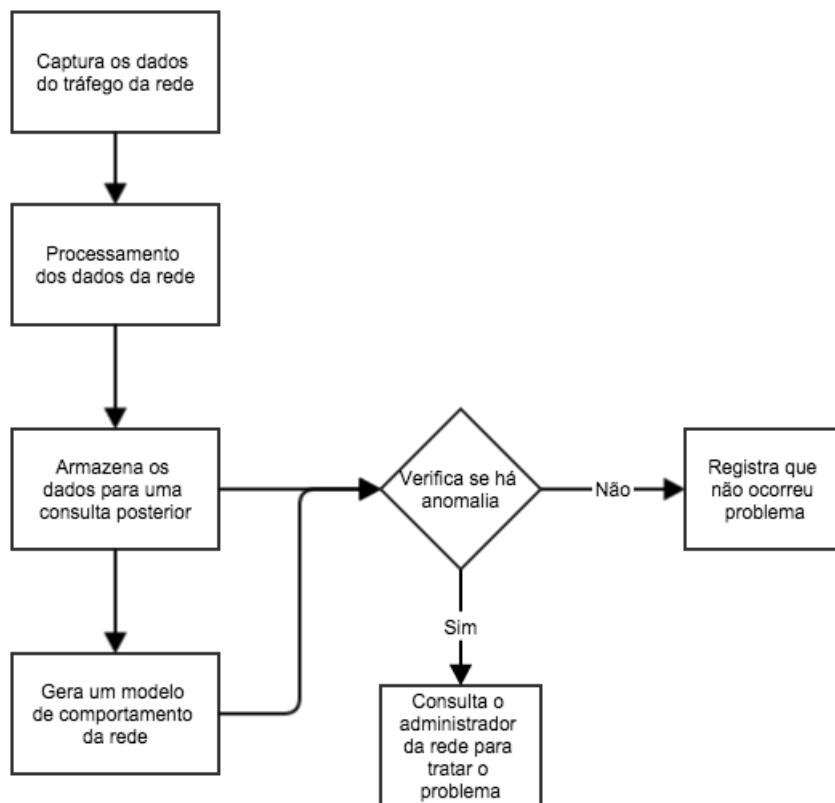 Captura os dados
do tráfego da rede
Processamento
dos dados da rede
Armazena os
dados para uma
consulta posterior
Verifica se há
anomalia
Não
Registra que
não ocorreu
problema
Sim
Gera um modelo
de comportamento
da rede
Consulta o
administrador
da rede para
tratar o
problema